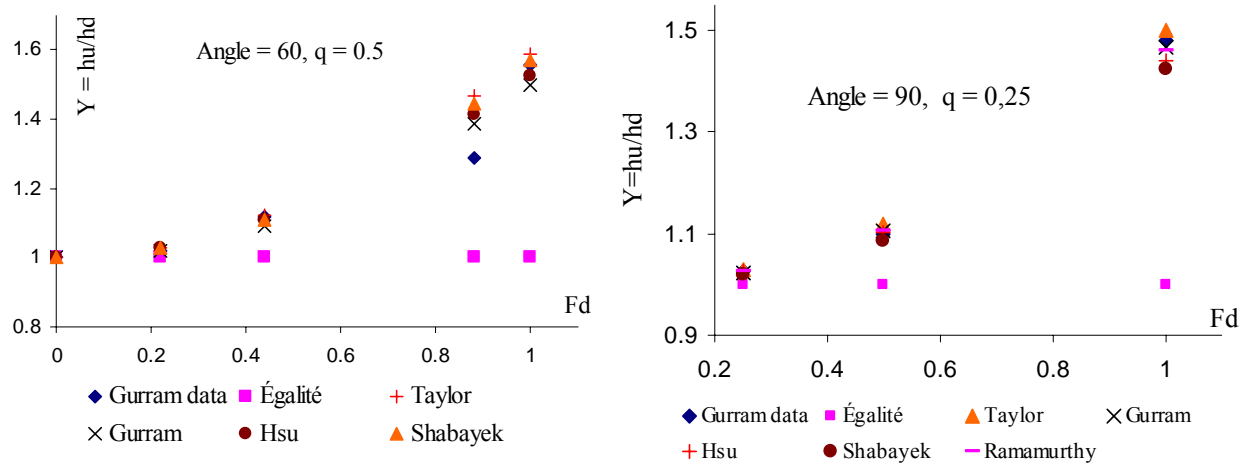 Y = hu/hd
1.6
1.4
1.2
1
0.8
Angle = 60, q = 0.5
Fd
0 0.2 0.4 0.6 0.8 1
Gurram data Égalité Taylor
Gurram Hsu Shabayek
Y=hu/hd
1.5
1.3
1.1
0.9
Angle = 90, q = 0,25
Fd
0.2 0.4 0.6 0.8 1
Gurram data Égalité Taylor Gurram
Hsu Shabayek Ramamurthy